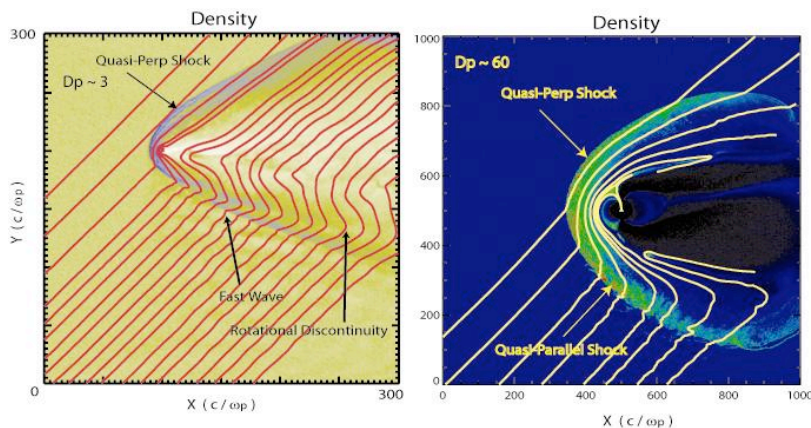 Density
300
Dp ~ 3
Quasi-Perp Shock
Y ( c / ωp )
Fast Wave
Rotational Discontinuity
0
X ( c / ωp )
300
Density
1000
Dp ~ 60
Quasi-Perp Shock
800
600
400
200
0
Quasi-Parallel Shock
0 200 400 600 800 1000
X ( c / ωp )